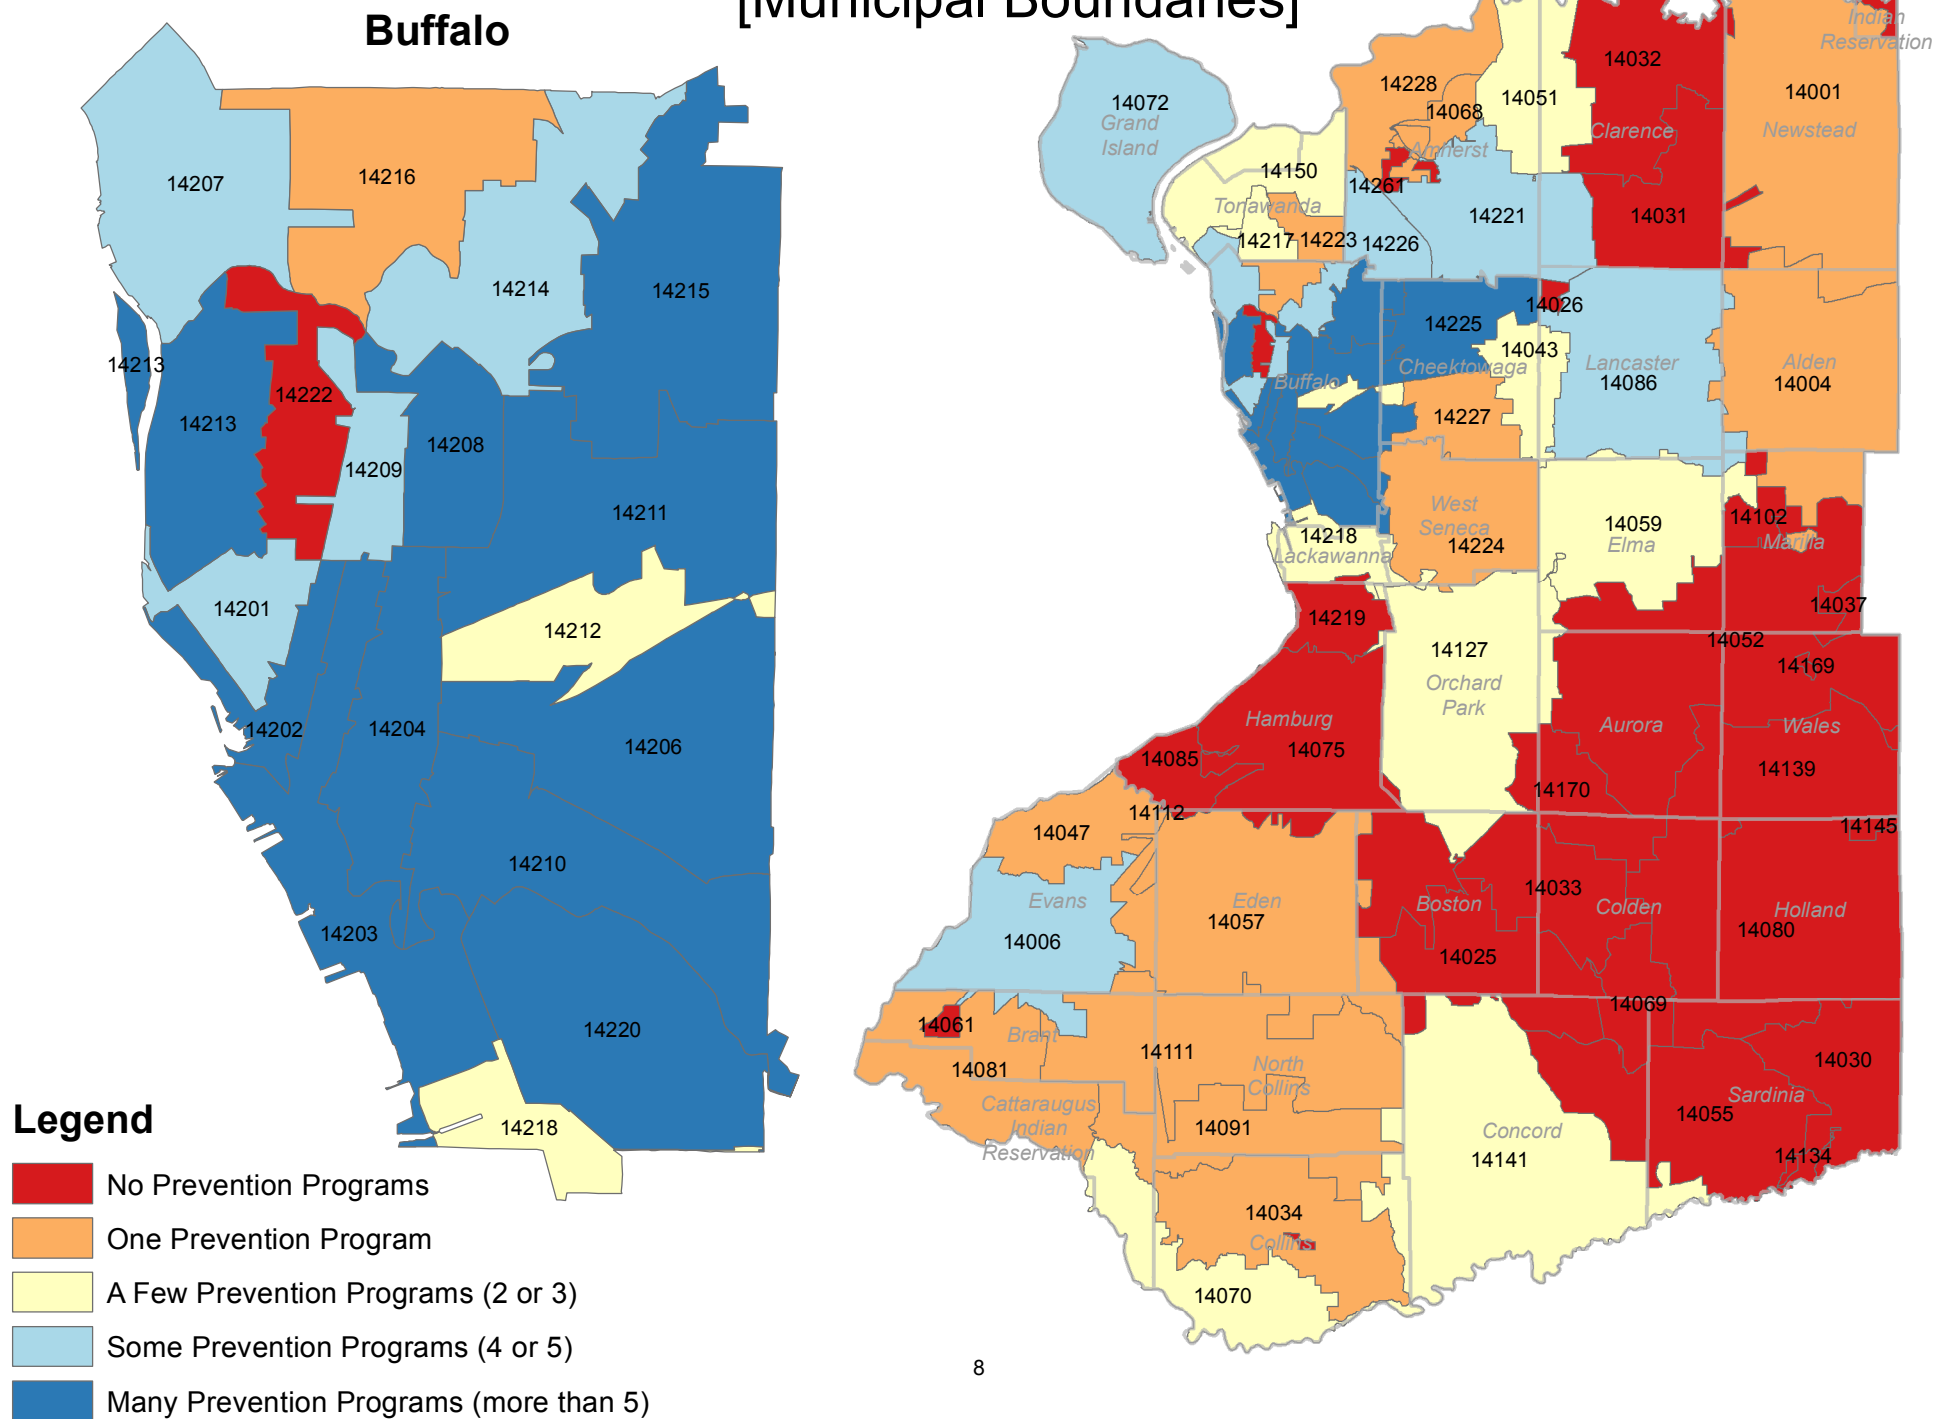 [Municipal Boundaries]
Buffalo
14207
14216
14214
14215
14213
14213
14222
14208
14209
14211
14201
14212
14202
14204
14206
14210
14203
14220
14218
Legend
No Prevention Programs
One Prevention Program
A Few Prevention Programs (2 or 3)
Some Prevention Programs (4 or 5)
Many Prevention Programs (more than 5)
Indian
Reservation
14072
Grand
Island
14228
14068
14051
14032
14001
Clarence
Newstead
Amherst
14150
14261
Tonawanda
14221
14031
14217
14223
14226
14026
14225
14043
Cheektowaga
Lancaster
14086
Alden
14004
Buffalo
14227
West
Seneca
14224
14218
Lackawanna
14059
Elma
14102
Marilla
14037
14219
14052
14127
14169
Orchard
Park
Hamburg
14075
Aurora
Wales
14085
14139
14170
14112
14047
14145
14033
Evans
Eden
14057
Boston
Colden
Holland
14006
14080
14025
14069
14061
Brant
14111
14081
North
Collins
14030
Sardinia
14055
Cattaraugus
Indian
Reservation
14091
Concord
14141
14134
14034
Collins
14070
8